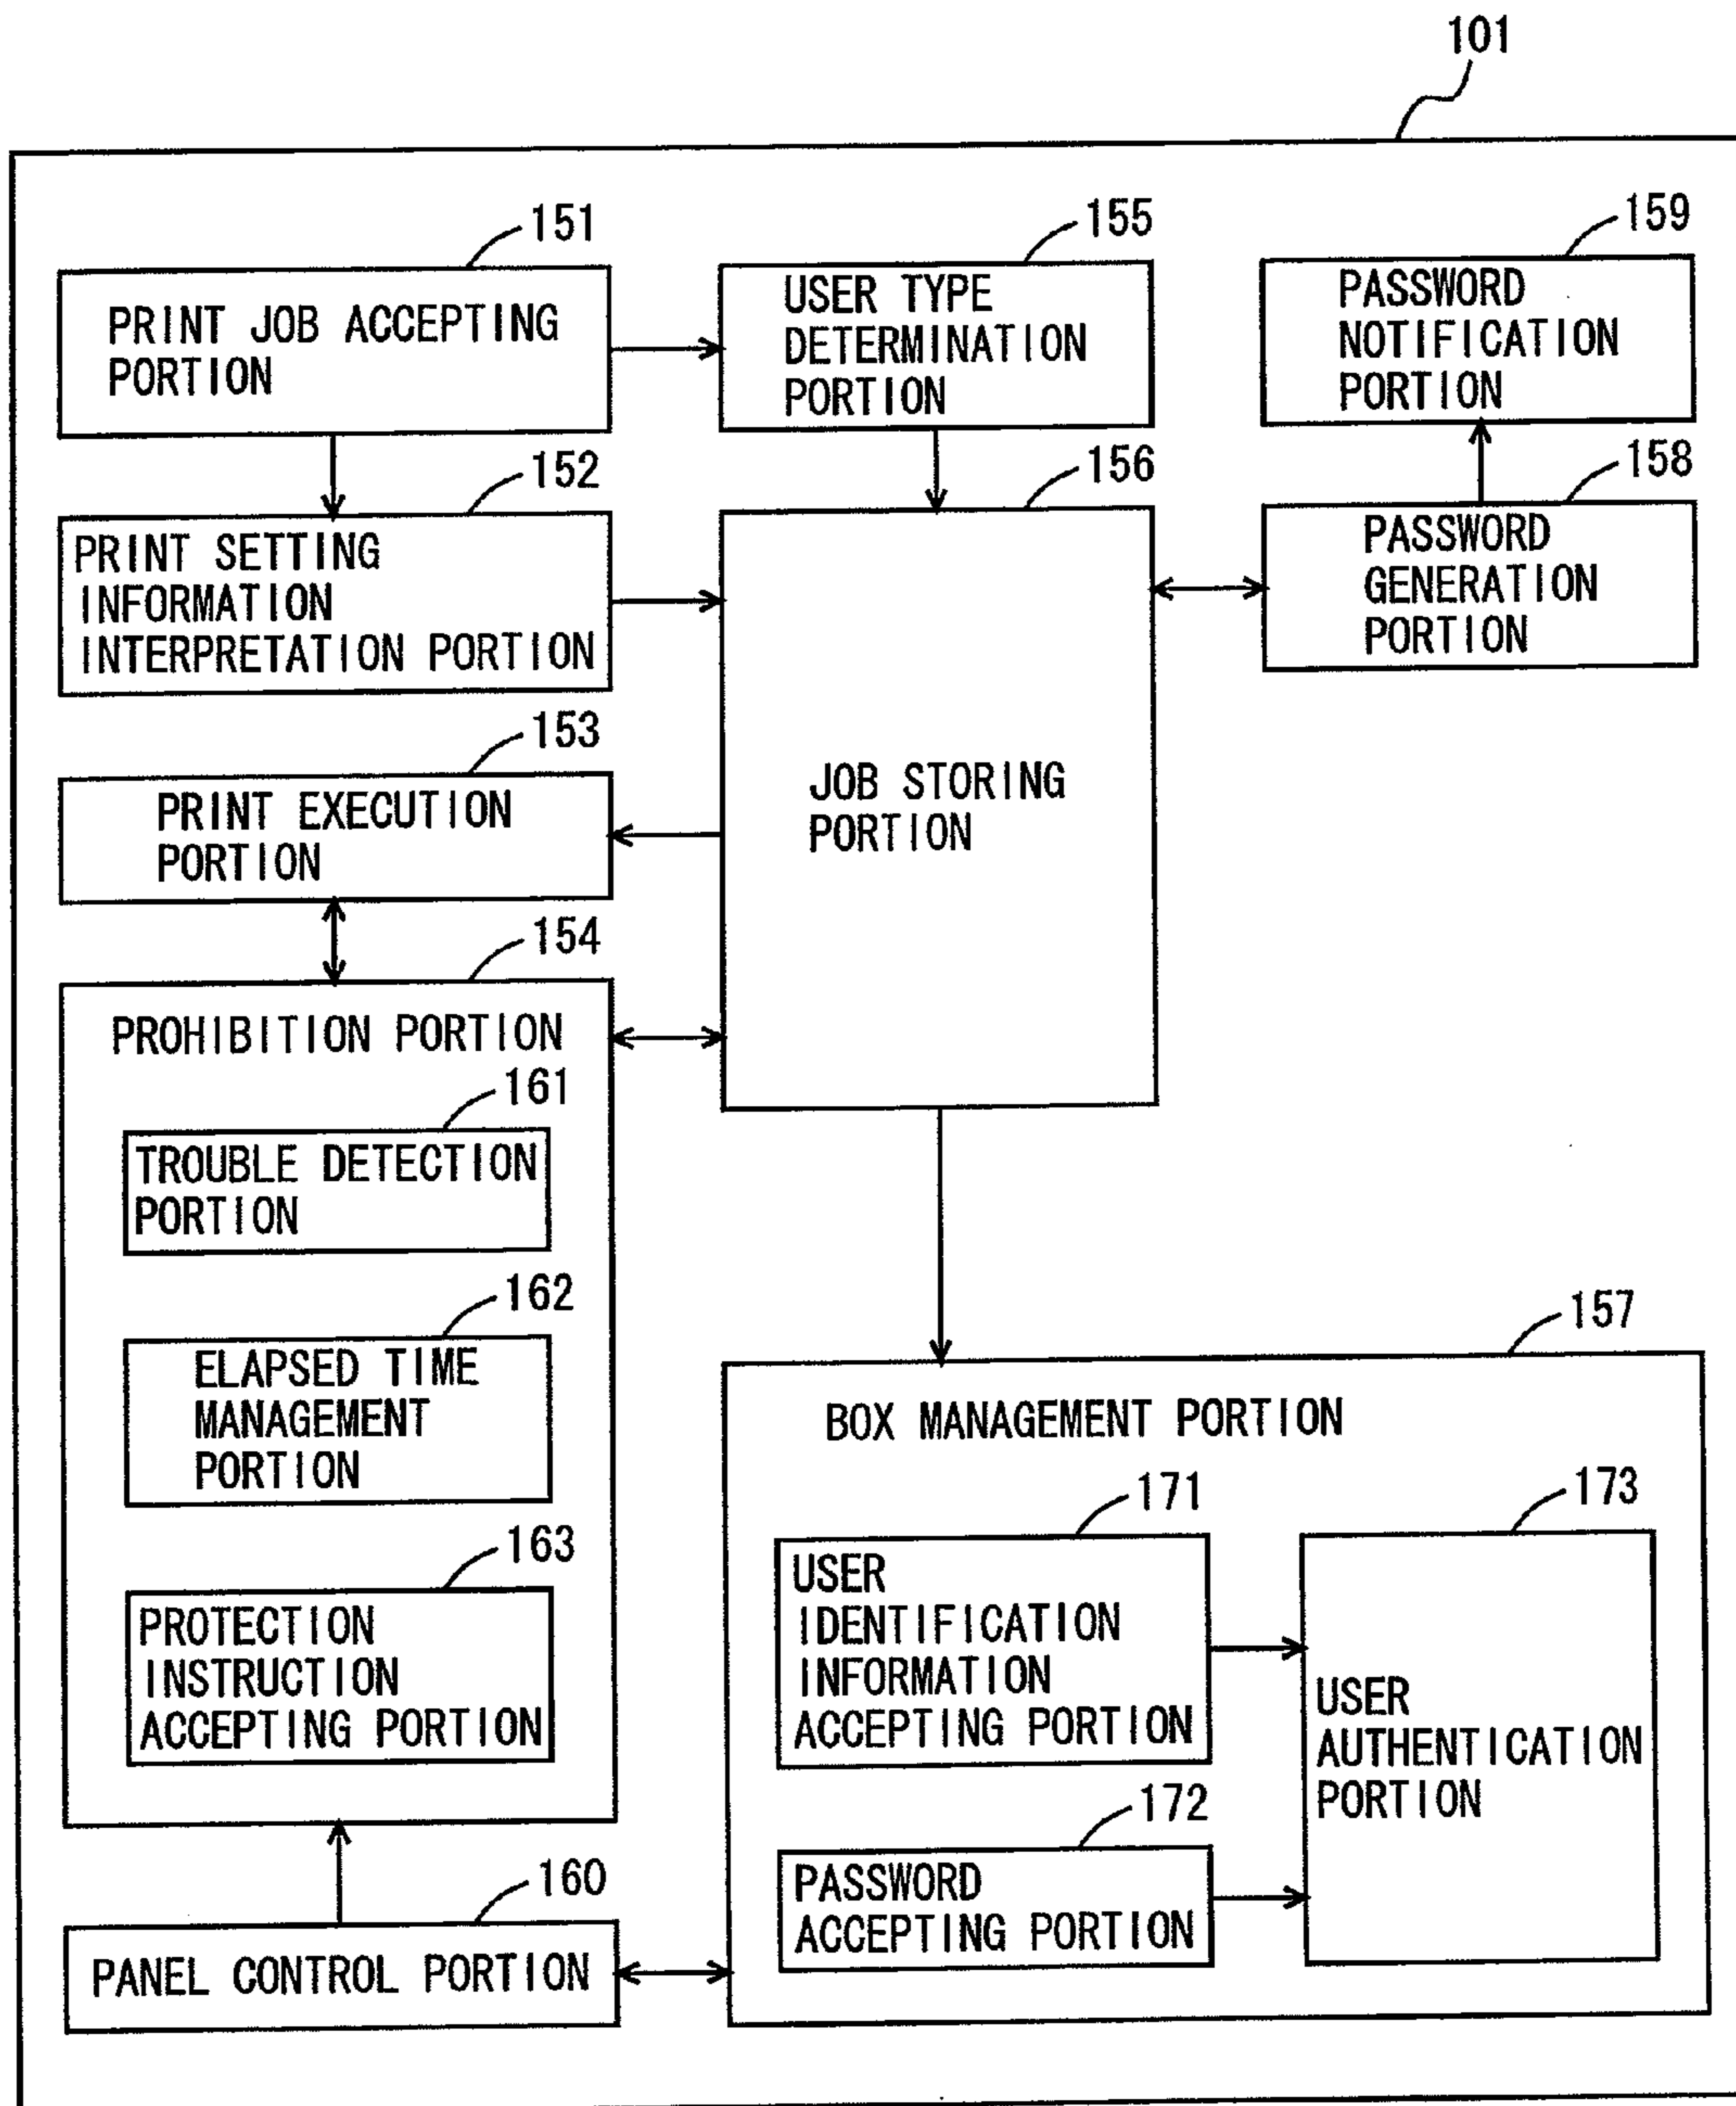 101
151
PRINT JOB ACCEPTING
PORTION
155
USER TYPE
DETERMINATION
PORTION
159
PASSWORD
NOTIFICATION
PORTION
152
PRINT SETTING
INFORMATION
INTERPRETATION PORTION
156
JOB STORING
PORTION
158
PASSWORD
GENERATION
PORTION
153
PRINT EXECUTION
PORTION
154
PROHIBITION PORTION
161
TROUBLE DETECTION
PORTION
162
ELAPSED TIME
MANAGEMENT
PORTION
163
PROTECTION
INSTRUCTION
ACCEPTING PORTION
157
BOX MANAGEMENT PORTION
171
USER
IDENTIFICATION
INFORMATION
ACCEPTING PORTION
173
USER
AUTHENTICATION
PORTION
172
PASSWORD
ACCEPTING PORTION
160
PANEL CONTROL PORTION